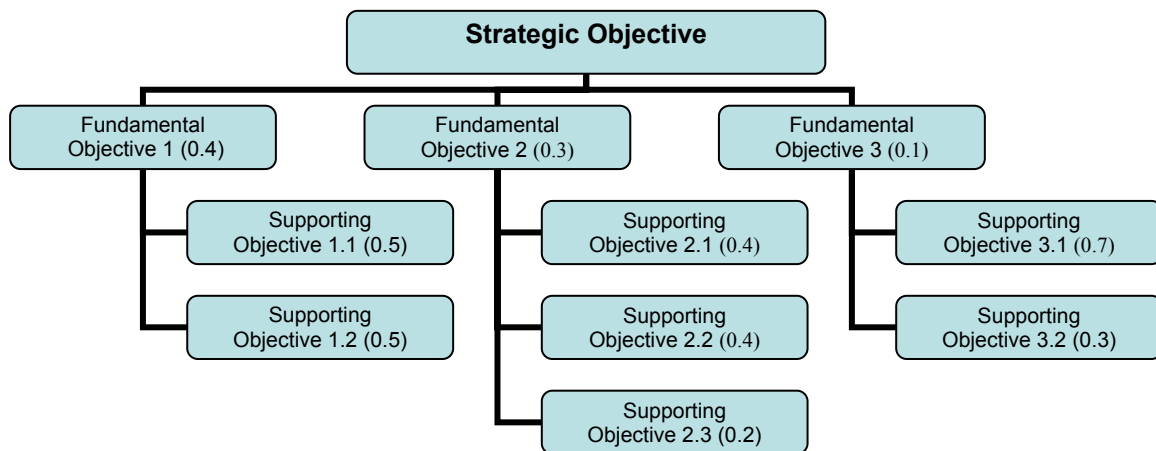 Strategic Objective
Fundamental
Objective 1 (0.4)
Fundamental
Objective 2 (0.3)
Fundamental
Objective 3 (0.1)
Supporting
Objective 1.1 (0.5)
Supporting
Objective 2.1 (0.4)
Supporting
Objective 3.1 (0.7)
Supporting
Objective 1.2 (0.5)
Supporting
Objective 2.2 (0.4)
Supporting
Objective 3.2 (0.3)
Supporting
Objective 2.3 (0.2)